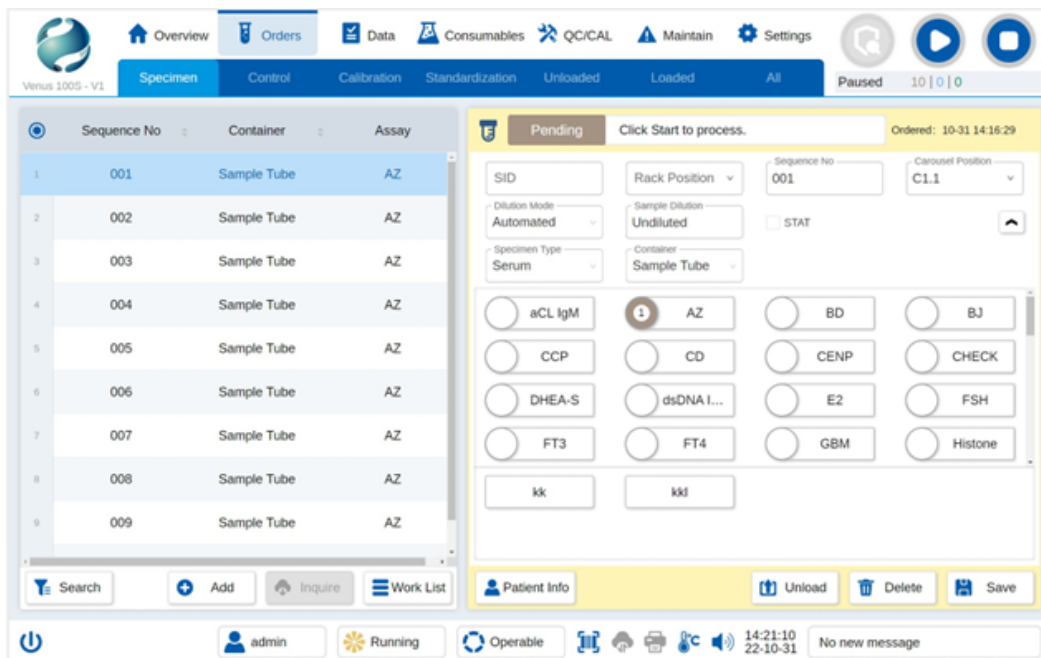 Overview Orders Data Consumables QC/CAL Maintain Settings
Venus 100S - V1 Specimen Control Calibration Standardization Unloaded Loaded All Paused 10 | 0 | 0
Sequence No Container Assay
1 001 Sample Tube AZ
2 002 Sample Tube AZ
3 003 Sample Tube AZ
4 004 Sample Tube AZ
5 005 Sample Tube AZ
6 006 Sample Tube AZ
7 007 Sample Tube AZ
8 008 Sample Tube AZ
9 009 Sample Tube AZ
Search Add Inquire Work List
Pending Click Start to process. Ordered: 10-31 14:16:29
SID Rack Position Sequence No 001 Carousel Position C1.1
Dilution Mode Automated Sample Dilution Undiluted STAT
Specimen Type Serum Container Sample Tube
aCL IgM 1 AZ BD BJ
CCP CD CENP CHECK
DHEA-S dsDNA I... E2 FSH
FT3 FT4 GBM Histone
kk kkl
Patient Info Unload Delete Save
admin Running Operable °C 14:21:10
22-10-31 No new message